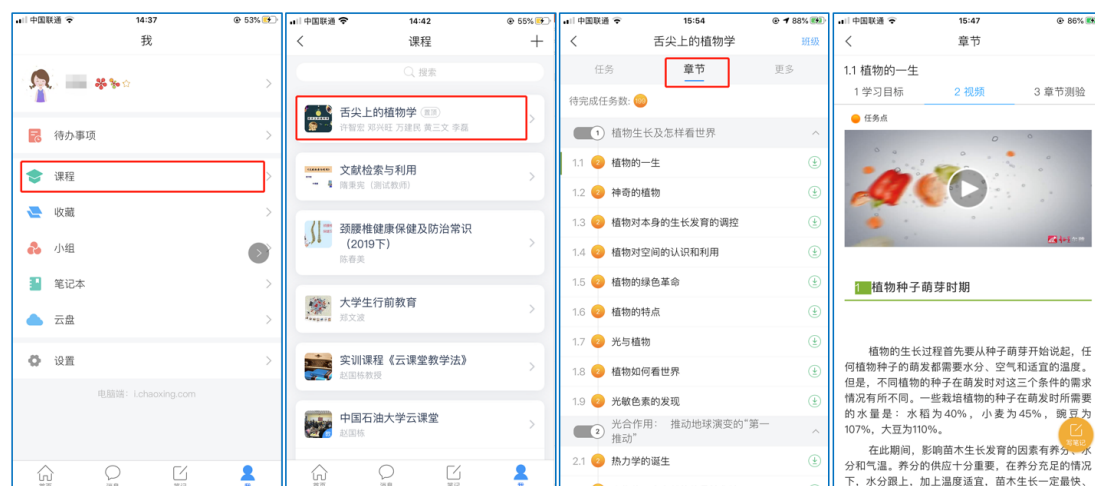 中国联通 14:37 53%
我
待办事项
课程
收藏
小组
笔记本
云盘
设置
电脑端：i.chaoxing.com
我
中国联通 14:42 55%
课程
搜索
舌尖上的植物学 置顶
许智宏 邓兴旺 万建民 黄三文 李磊
文献检索与利用
隋秉宪（测试教师）
颈腰椎健康保健及防治常识
（2019下）
陈春美
大学生行前教育
郑文波
实训课程《云课堂教学法》
赵国栋教授
中国石油大学云课堂
赵国栋
我
中国联通 15:54 88%
舌尖上的植物学 班级
任务 章节 更多
待完成任务数:
1 植物生长及怎样看世界
1.1 2 植物的一生
1.2 2 神奇的植物
1.3 2 植物对本身的生长发育的调控
1.4 2 植物对空间的认识和利用
1.5 2 植物的绿色革命
1.6 2 植物的特点
1.7 2 光与植物
1.8 2 植物如何看世界
1.9 2 光敏色素的发现
2 光合作用： 推动地球演变的“第一
推动”
2.1 2 热力学的诞生
中国联通 15:47 86%
章节
1.1 植物的一生
1 学习目标 2 视频 3 章节测验
任务点
1 植物种子萌芽时期
植物的生长过程首先要从种子萌芽开始说起，任
何植物种子的萌发都需要水分、空气和适宜的温度。
但是，不同植物的种子在萌发时对这三个条件的需求
情况有所不同。一些栽培植物的种子在萌发时所需要
的水量是：水稻为40%，小麦为45%，豌豆为
107%，大豆为110%。
写笔记
在此期间，影响苗木生长发育的因素有养分、水
分和气温。养分的供应十分重要，在养分充足的情况
下，水分跟上，加上温度适宜，苗木生长一定最快、